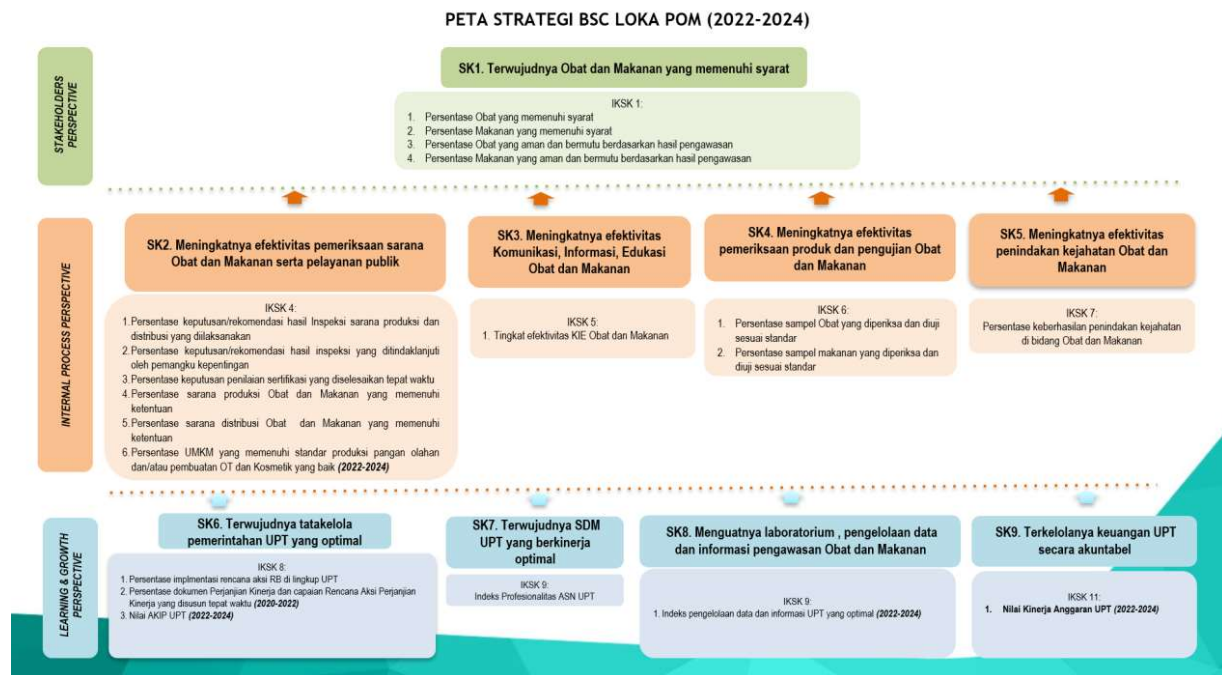 PETA STRATEGI BSC LOKA POM (2022-2024)
STAKEHOLDERS
PERSPECTIVE
SK1. Terwujudnya Obat dan Makanan yang memenuhi syarat
IKSK 1:
1. Persentase Obat yang memenuhi syarat
2. Persentase Makanan yang memenuhi syarat
3. Persentase Obat yang aman dan bermutu berdasarkan hasil pengawasan
4. Persentase Makanan yang aman dan bermutu berdasarkan hasil pengawasan
INTERNAL PROCESS PERSPECTIVE
SK2. Meningkatnya efektivitas pemeriksaan sarana
Obat dan Makanan serta pelayanan publik
IKSK 4:
1.Persentase keputusan/rekomendasi hasil Inspeksi sarana produksi dan
distribusi yang diilaksanakan
2.Persentase keputusan/rekomendasi hasil inspeksi yang ditindaklanjuti
oleh pemangku kepentingan
3.Persentase keputusan penilaian sertifikasi yang diselesaikan tepat waktu
4.Persentase sarana produksi Obat dan Makanan yang memenuhi
ketentuan
5.Persentase sarana distribusi Obat dan Makanan yang memenuhi
ketentuan
6.Persentase UMKM yang memenuhi standar produksi pangan olahan
dan/atau pembuatan OT dan Kosmetik yang baik (2022-2024)
SK3. Meningkatnya efektivitas
Komunikasi, Informasi, Edukasi
Obat dan Makanan
IKSK 5:
1. Tingkat efektivitas KIE Obat dan Makanan
SK4. Meningkatnya efektivitas
pemeriksaan produk dan pengujian Obat
dan Makanan
IKSK 6:
1. Persentase sampel Obat yang diperiksa dan diuji
sesuai standar
2. Persentase sampel makanan yang diperiksa dan
diuji sesuai standar
SK5. Meningkatnya efektivitas
penindakan kejahatan Obat dan
Makanan
IKSK 7:
Persentase keberhasilan penindakan kejahatan
di bidang Obat dan Makanan
LEARNING & GROWTH
PERSPECTIVE
SK6. Terwujudnya tatakelola
pemerintahan UPT yang optimal
IKSK 8:
1. Persentase implmentasi rencana aksi RB di lingkup UPT
2. Persentase dokumen Perjanjian Kinerja dan capaian Rencana Aksi Perjanjian
Kinerja yang disusun tepat waktu (2020-2022)
3. Nilai AKIP UPT (2022-2024)
SK7. Terwujudnya SDM
UPT yang berkinerja
optimal
IKSK 9:
Indeks Profesionalitas ASN UPT
SK8. Menguatnya laboratorium , pengelolaan data
dan informasi pengawasan Obat dan Makanan
IKSK 9:
1. Indeks pengelolaan data dan informasi UPT yang optimal (2022-2024)
SK9. Terkelolanya keuangan UPT
secara akuntabel
IKSK 11:
1. Nilai Kinerja Anggaran UPT (2022-2024)